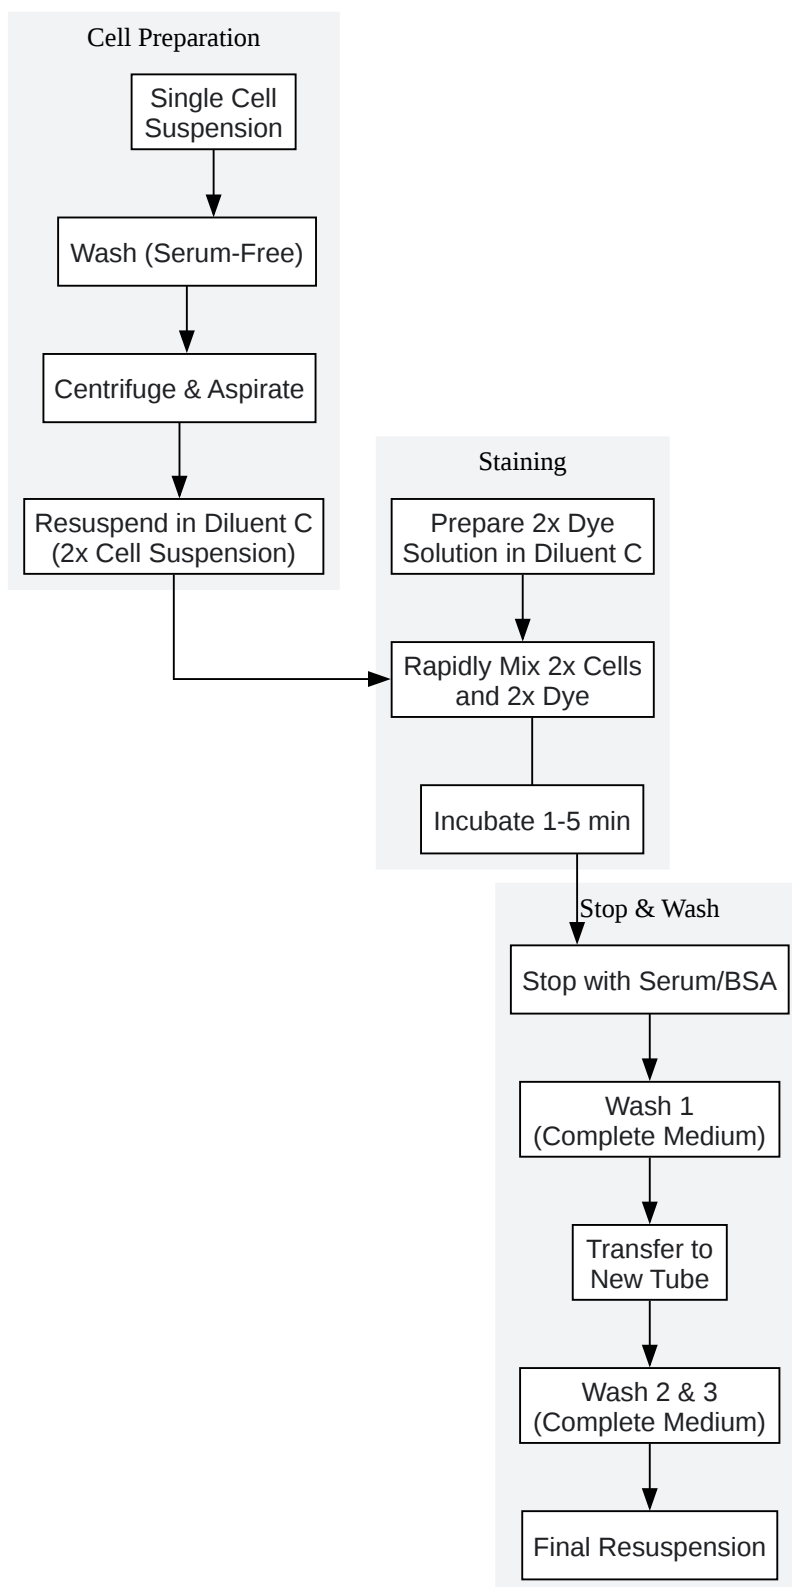 Cell Preparation
Single Cell
Suspension
Wash (Serum-Free)
Centrifuge & Aspirate
Resuspend in Diluent C
(2x Cell Suspension)
Staining
Prepare 2x Dye
Solution in Diluent C
Rapidly Mix 2x Cells
and 2x Dye
Incubate 1-5 min
Stop & Wash
Stop with Serum/BSA
Wash 1
(Complete Medium)
Transfer to
New Tube
Wash 2 & 3
(Complete Medium)
Final Resuspension